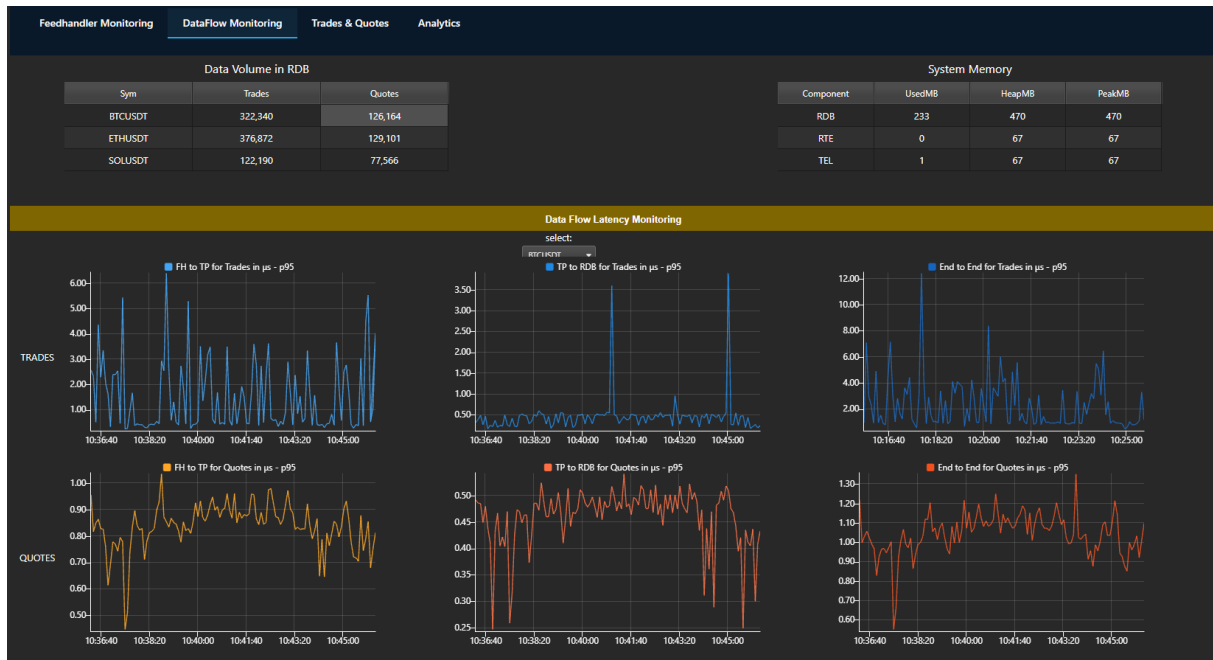 Feedhandler Monitoring DataFlow Monitoring Trades & Quotes Analytics
Data Volume in RDB
Sym Trades Quotes
BTCUSDT 322,340 126,164
ETHUSDT 376,872 129,101
SOLUSDT 122,190 77,566
System Memory
Component UsedMB HeapMB PeakMB
RDB 233 470 470
RTE 0 67 67
TEL 1 67 67
Data Flow Latency Monitoring
select:
BTCUSDT
TRADES
FH to TP for Trades in µs - p95
6.00
5.00
4.00
3.00
2.00
1.00
10:36:40 10:38:20 10:40:00 10:41:40 10:43:20 10:45:00
TP to RDB for Trades in µs - p95
3.50
3.00
2.50
2.00
1.50
1.00
0.50
10:36:40 10:38:20 10:40:00 10:41:40 10:43:20 10:45:00
End to End for Trades in µs - p95
12.00
10.00
8.00
6.00
4.00
2.00
10:16:40 10:18:20 10:20:00 10:21:40 10:23:20 10:25:00
QUOTES
FH to TP for Quotes in µs - p95
1.00
0.90
0.80
0.70
0.60
0.50
10:36:40 10:38:20 10:40:00 10:41:40 10:43:20 10:45:00
TP to RDB for Quotes in µs - p95
0.50
0.45
0.40
0.35
0.30
0.25
10:36:40 10:38:20 10:40:00 10:41:40 10:43:20 10:45:00
End to End for Quotes in µs - p95
1.30
1.20
1.10
1.00
0.90
0.80
0.70
0.60
10:36:40 10:38:20 10:40:00 10:41:40 10:43:20 10:45:00